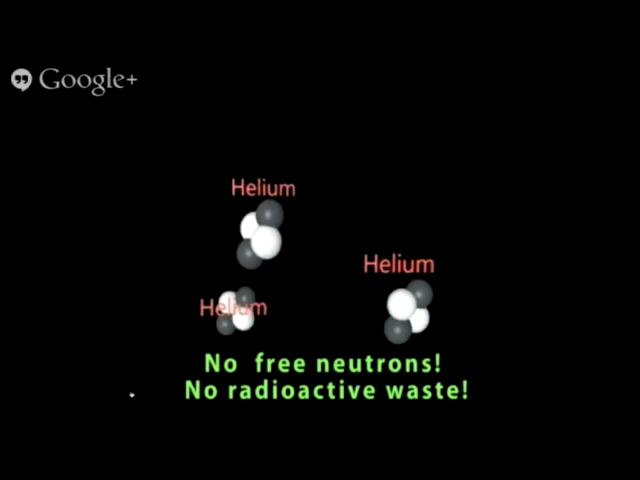 Google+
Helium
Helium
Helium
No free neutrons!
No radioactive waste!